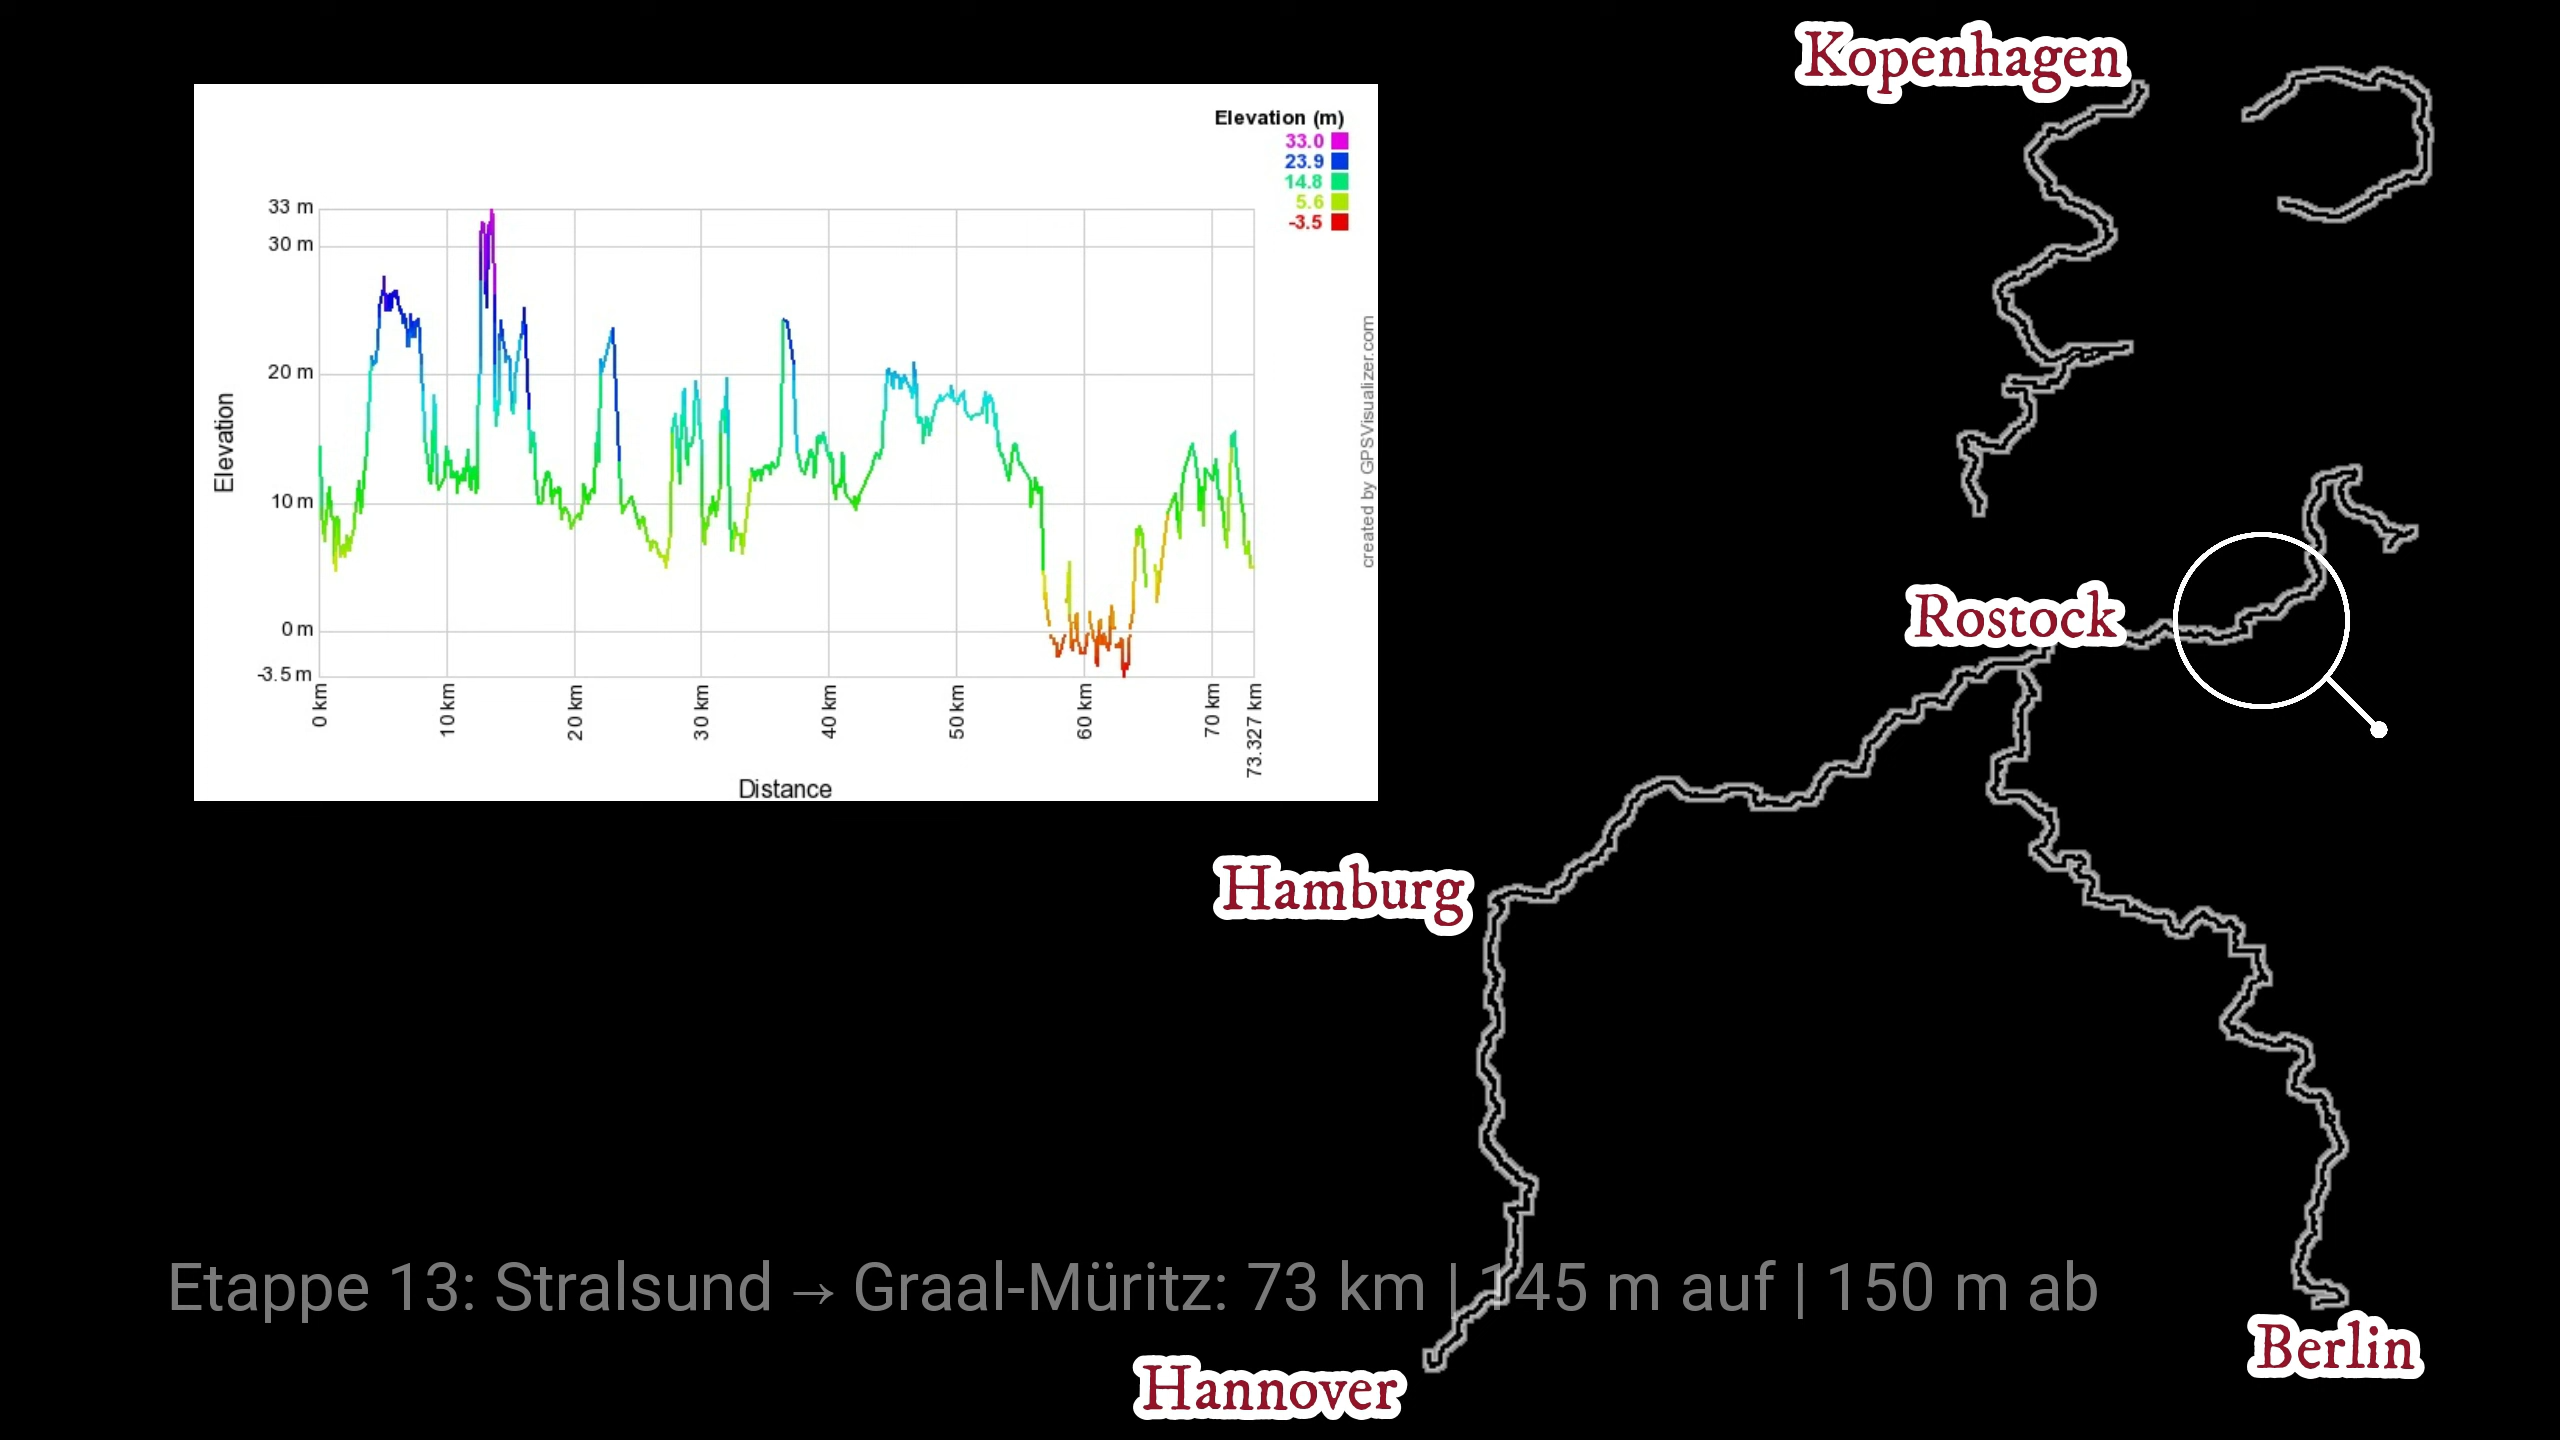 Kopenhagen
Elevation (m)
33.0
23.9
14.8
5.6
-3.5
33 m
30 m
20 m
10 m
0 m
-3.5 m
Elevation
0 km
10 km
20 km
30 km
40 km
50 km
60 km
70 km
73.327 km
Distance
created by GPSVisualizer.com
Rostock
Hamburg
Etappe 13: Stralsund → Graal-Müritz: 73 km | 145 m auf | 150 m ab
Berlin
Hannover